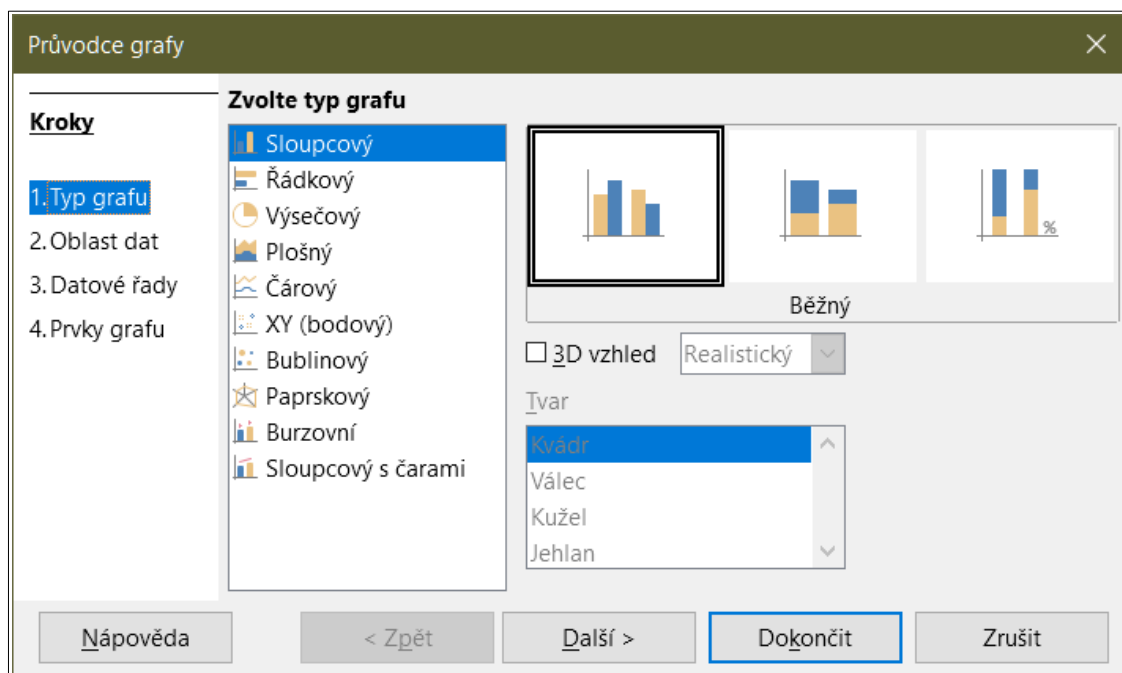 Průvodce grafy
Kroky
1. Typ grafu
2. Oblast dat
3. Datové řady
4. Prvky grafu
Zvolte typ grafu
Sloupcový
Řádkový
Výsečový
Plošný
Čárový
XY (bodový)
Bublinový
Paprskový
Burzovní
Sloupcový s čarami
%
Běžný
3D vzhled Realistický
Tvar
Kvádr
Válec
Kužel
Jehlan
Nápověda < Zpět Další > Dokončit Zrušit